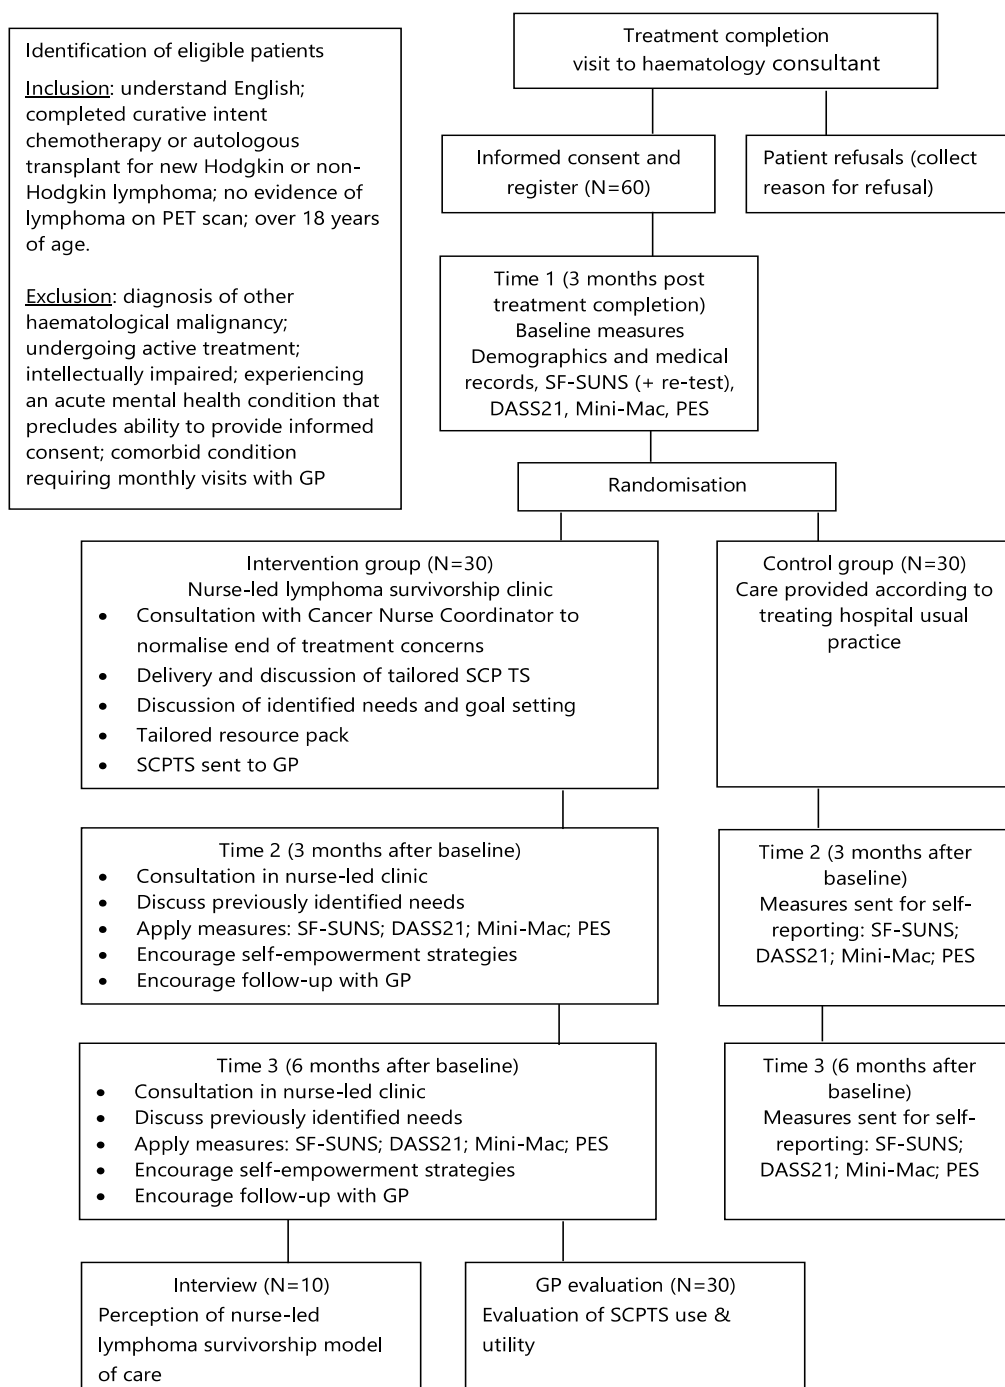 Identification of eligible patients
Inclusion: understand English;
completed curative intent
chemotherapy or autologous
transplant for new Hodgkin or non-
Hodgkin lymphoma; no evidence of
lymphoma on PET scan; over 18 years
of age.
Exclusion: diagnosis of other
haematological malignancy;
undergoing active treatment;
intellectually impaired; experiencing
an acute mental health condition that
precludes ability to provide informed
consent; comorbid condition
requiring monthly visits with GP
Treatment completion
visit to haematology consultant
Informed consent and
register (N=60)
Patient refusals (collect
reason for refusal)
Time 1 (3 months post
treatment completion)
Baseline measures
Demographics and medical
records, SF-SUNS (+ re-test),
DASS21, Mini-Mac, PES
Randomisation
Intervention group (N=30)
Nurse-led lymphoma survivorship clinic
• Consultation with Cancer Nurse Coordinator to
normalise end of treatment concerns
• Delivery and discussion of tailored SCP TS
• Discussion of identified needs and goal setting
• Tailored resource pack
• SCPTS sent to GP
Control group (N=30)
Care provided according to
treating hospital usual
practice
Time 2 (3 months after baseline)
• Consultation in nurse-led clinic
• Discuss previously identified needs
• Apply measures: SF-SUNS; DASS21; Mini-Mac; PES
• Encourage self-empowerment strategies
• Encourage follow-up with GP
Time 2 (3 months after
baseline)
Measures sent for self-
reporting: SF-SUNS;
DASS21; Mini-Mac; PES
Time 3 (6 months after baseline)
• Consultation in nurse-led clinic
• Discuss previously identified needs
• Apply measures: SF-SUNS; DASS21; Mini-Mac; PES
• Encourage self-empowerment strategies
• Encourage follow-up with GP
Time 3 (6 months after
baseline)
Measures sent for self-
reporting: SF-SUNS;
DASS21; Mini-Mac; PES
Interview (N=10)
Perception of nurse-led
lymphoma survivorship model
of care
GP evaluation (N=30)
Evaluation of SCPTS use &
utility